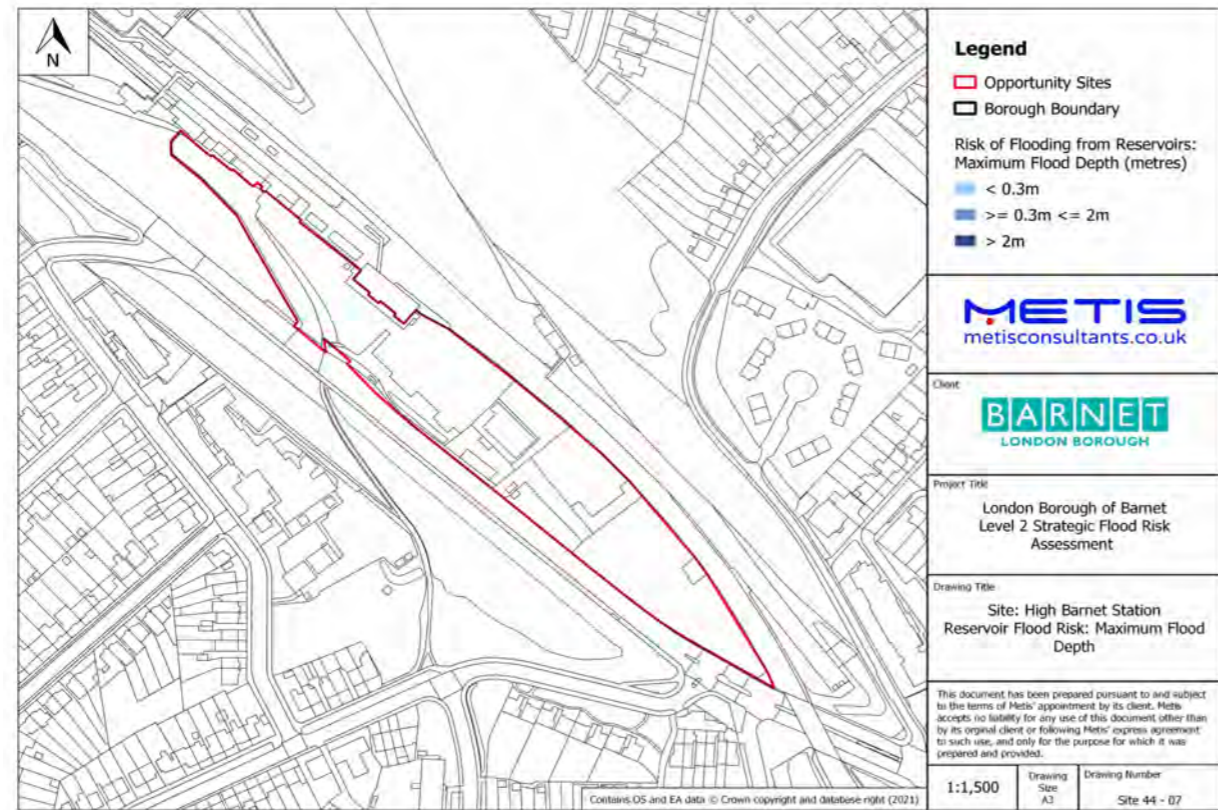 N
Legend
Opportunity Sites
Borough Boundary
Risk of Flooding from Reservoirs:
Maximum Flood Depth (metres)
< 0.3m
>= 0.3m <= 2m
> 2m
METIS
metisconsultants.co.uk
Client
BARNET
LONDON BOROUGH
Project Title
London Borough of Barnet
Level 2 Strategic Flood Risk
Assessment
Drawing Title
Site: High Barnet Station
Reservoir Flood Risk: Maximum Flood
Depth
This document has been prepared pursuant to and subject
to the terms of Metis' appointment by its client. Metis
accepts no liability for any use of this document other than
by its orginal client or following Metis' express agreement
to such use, and only for the purpose for which it was
prepared and provided.
1:1,500
Drawing
Size
A3
Drawing Number
Site 44 - 07
Contains OS and EA data © Crown copyright and database right (2021)